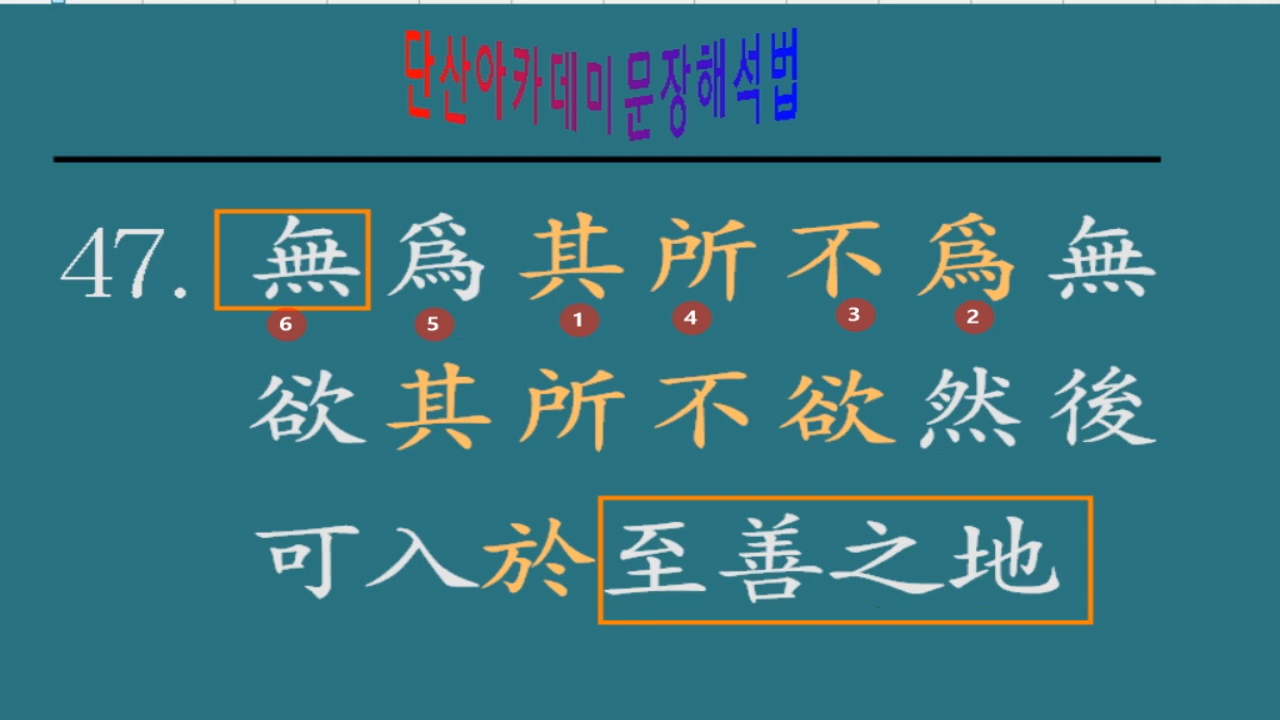 단산아카데미 문장해석법
47. 無爲其所不爲無
6 5 1 4 3 2
欲其所不欲然後
可入於至善之地